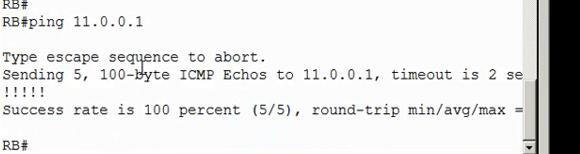 RB#
RB#ping 11.0.0.1
Type escape sequence to abort.
Sending 5, 100-byte ICMP Echos to 11.0.0.1, timeout is 2 se
!!!!!
Success rate is 100 percent (5/5), round-trip min/avg/max =
RB#